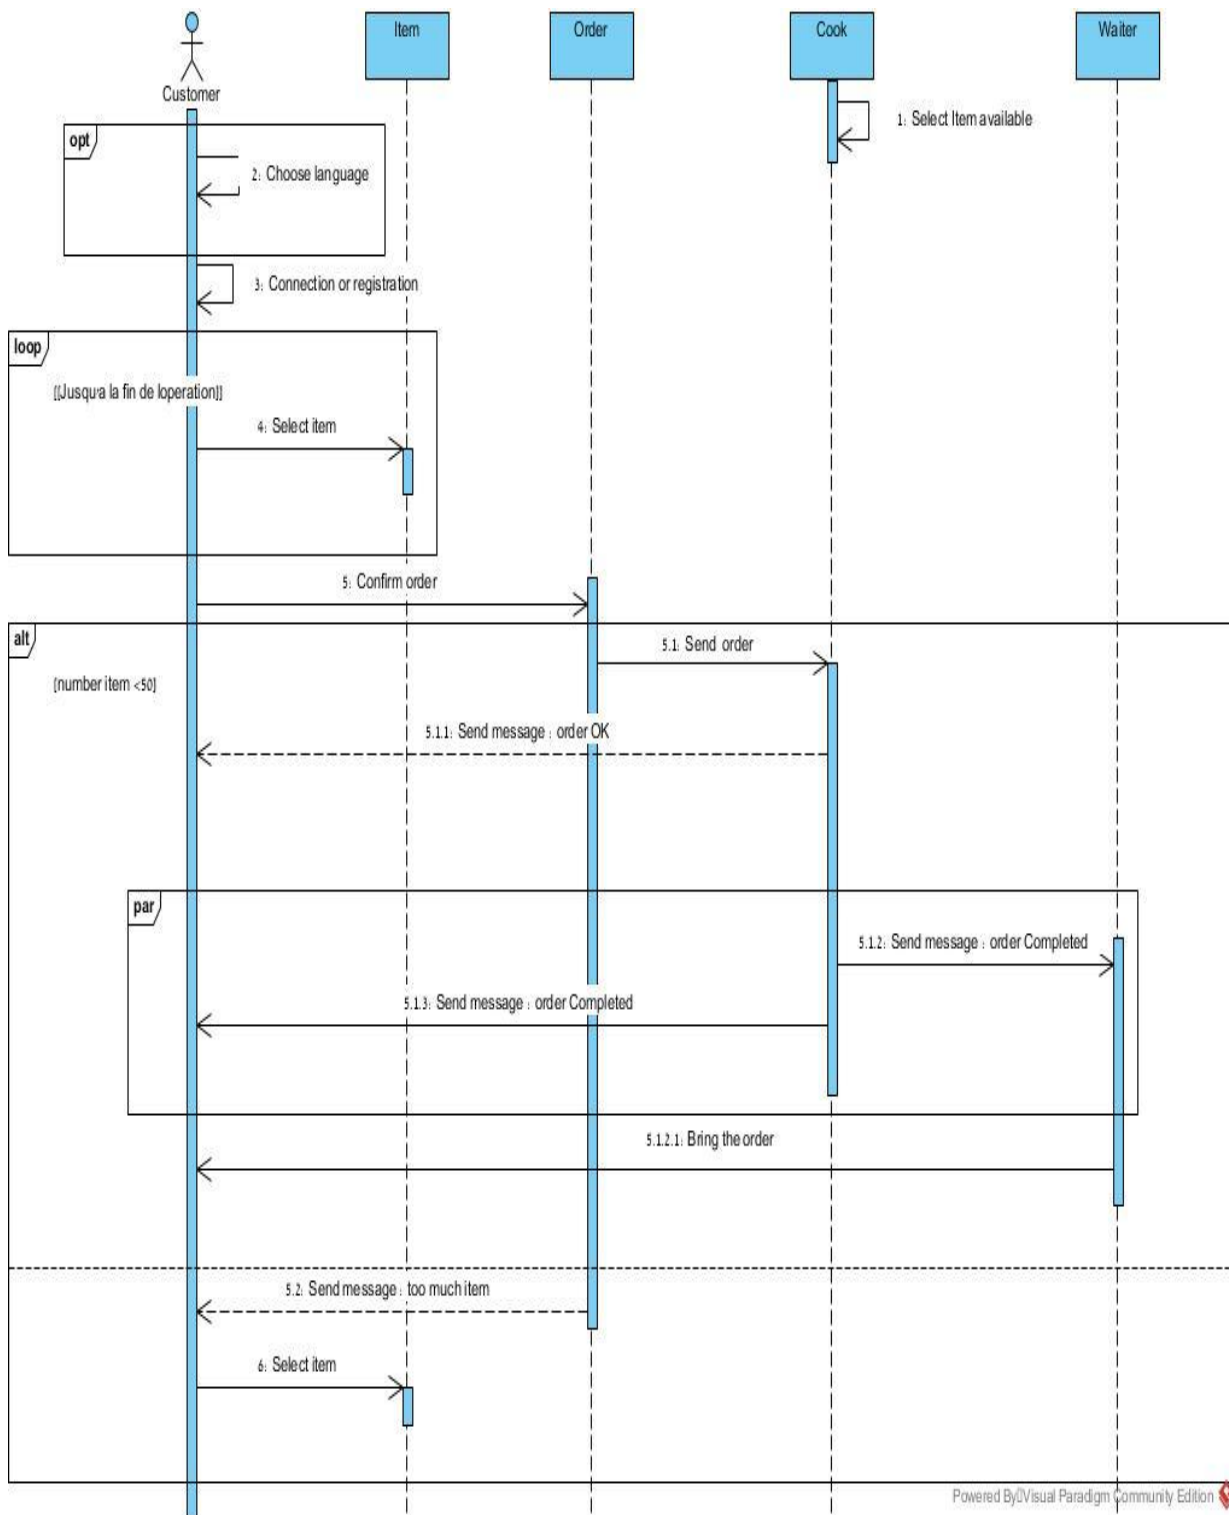 Item
Order
Cook
Waiter
Customer
1: Select Item available
opt
2: Choose language
3: Connection or registration
loop
[[Jusqu'a la fin de loperation]]
4: Select item
5: Confirm order
alt
5.1: Send order
[number item <50]
5.1.1: Send message : order OK
par
5.1.2: Send message : order Completed
5.1.3: Send message : order Completed
5.1.2.1: Bring the order
5.2: Send message : too much item
6: Select item
Powered By Visual Paradigm Community Edition